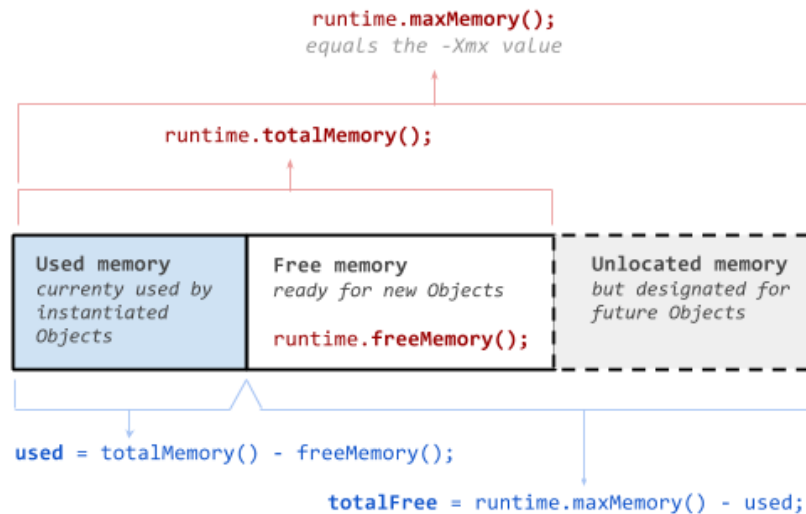 runtime.maxMemory();
equals the -Xmx value
runtime.totalMemory();
Used memory
currenty used by
instantiated
Objects
Free memory
ready for new Objects
runtime.freeMemory();
Unlocated memory
but designated for
future Objects
used = totalMemory() - freeMemory();
totalFree = runtime.maxMemory() - used;